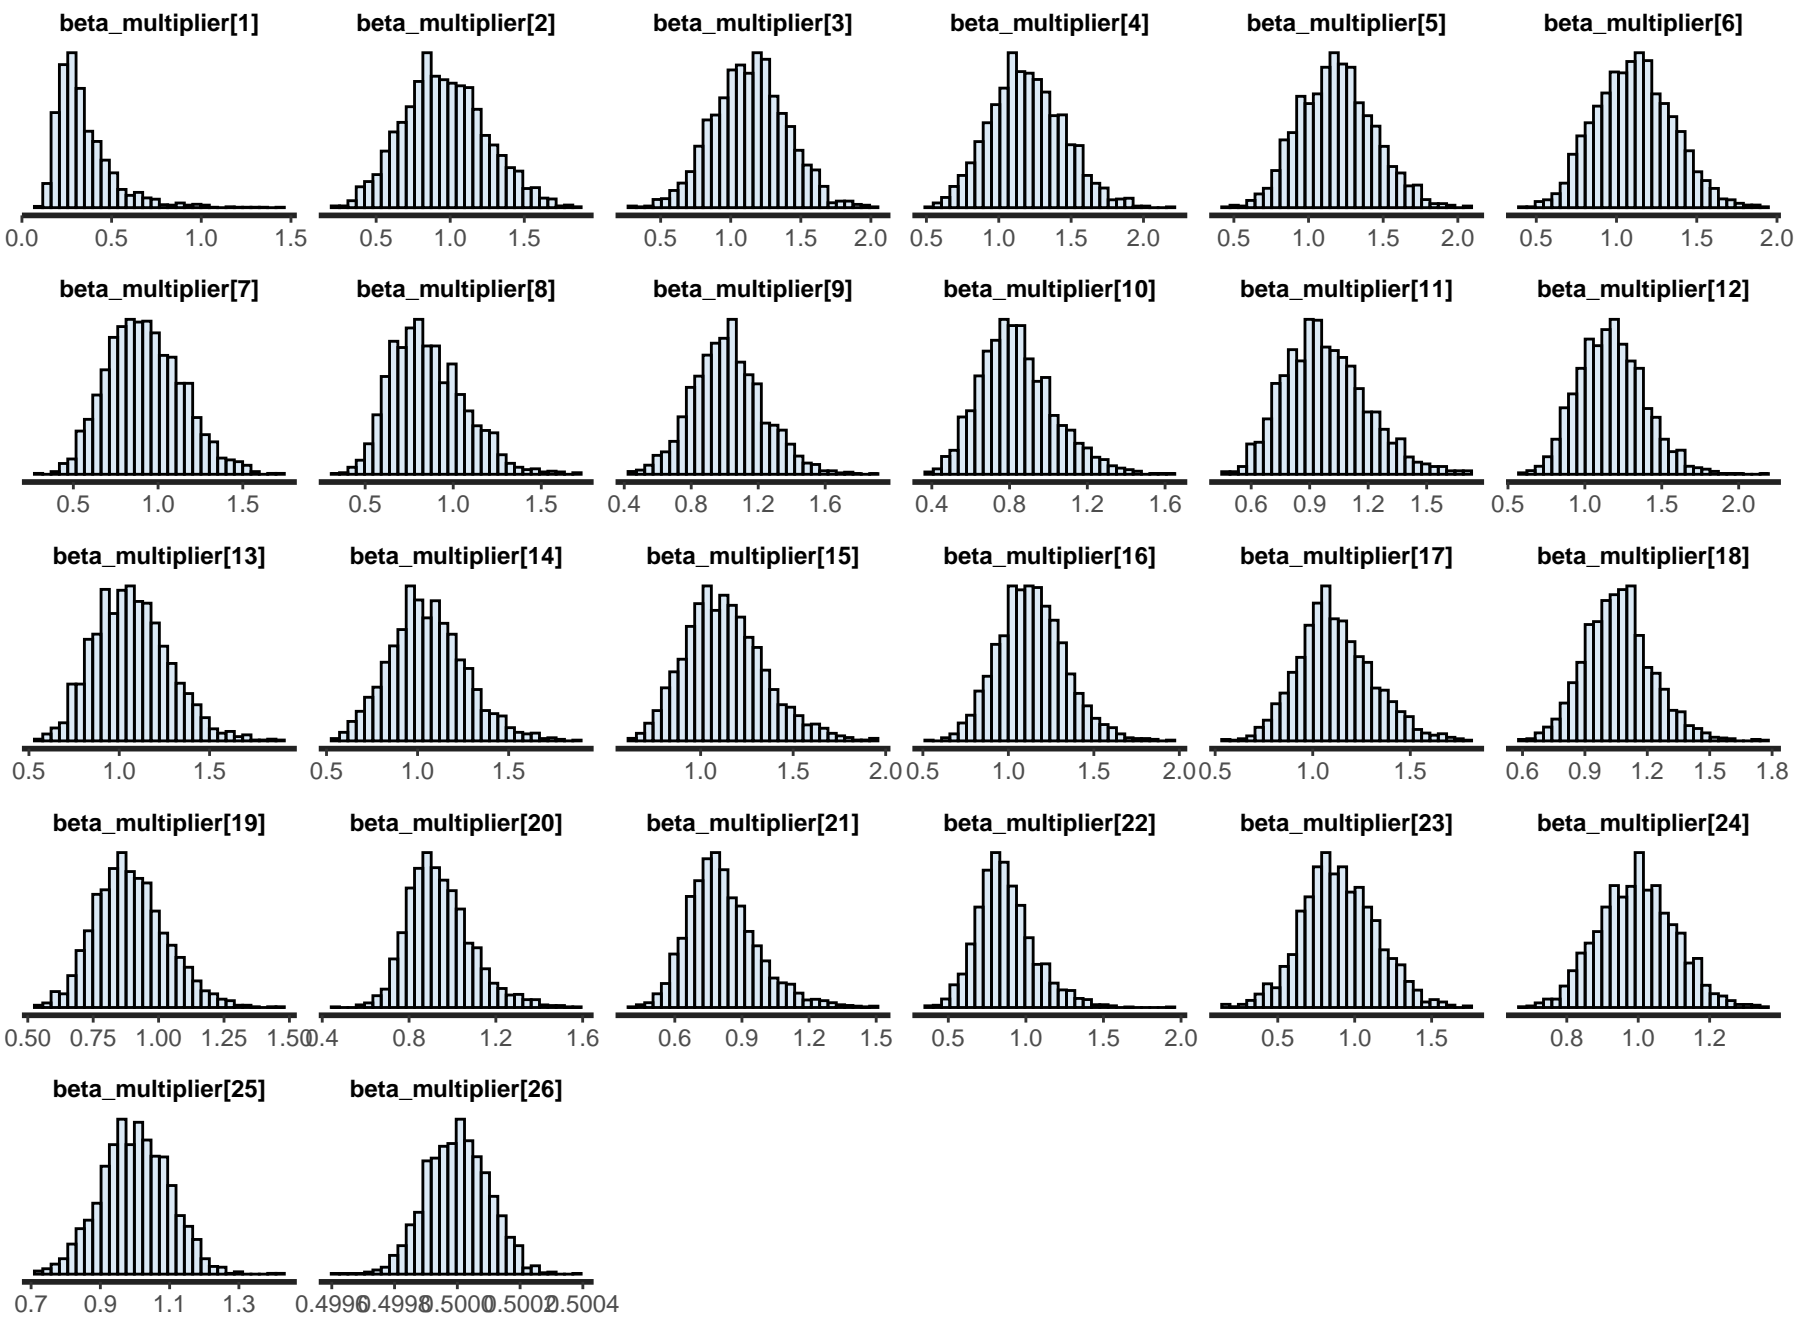 beta_multiplier[1] beta_multiplier[2] beta_multiplier[3] beta_multiplier[4] beta_multiplier[5] beta_multiplier[6]
0.0 0.5 1.0 1.5 0.5 1.0 1.5 0.5 1.0 1.5 2.0 0.5 1.0 1.5 2.0 0.5 1.0 1.5 2.0 0.5 1.0 1.5 2.0
beta_multiplier[7] beta_multiplier[8] beta_multiplier[9] beta_multiplier[10] beta_multiplier[11] beta_multiplier[12]
0.5 1.0 1.5 0.5 1.0 1.5 0.4 0.8 1.2 1.6 0.4 0.8 1.2 1.6 0.6 0.9 1.2 1.5 0.5 1.0 1.5 2.0
beta_multiplier[13] beta_multiplier[14] beta_multiplier[15] beta_multiplier[16] beta_multiplier[17] beta_multiplier[18]
0.5 1.0 1.5 0.5 1.0 1.5 1.0 1.5 2.0 0.5 1.0 1.5 2.0 0.5 1.0 1.5 0.6 0.9 1.2 1.5 1.8
beta_multiplier[19] beta_multiplier[20] beta_multiplier[21] beta_multiplier[22] beta_multiplier[23] beta_multiplier[24]
0.50 0.75 1.00 1.25 1.50 0.4 0.8 1.2 1.6 0.6 0.9 1.2 1.5 0.5 1.0 1.5 2.0 0.5 1.0 1.5 0.8 1.0 1.2
beta_multiplier[25] beta_multiplier[26]
0.7 0.9 1.1 1.3 0.4996 0.4998 0.5000 0.5002 0.5004